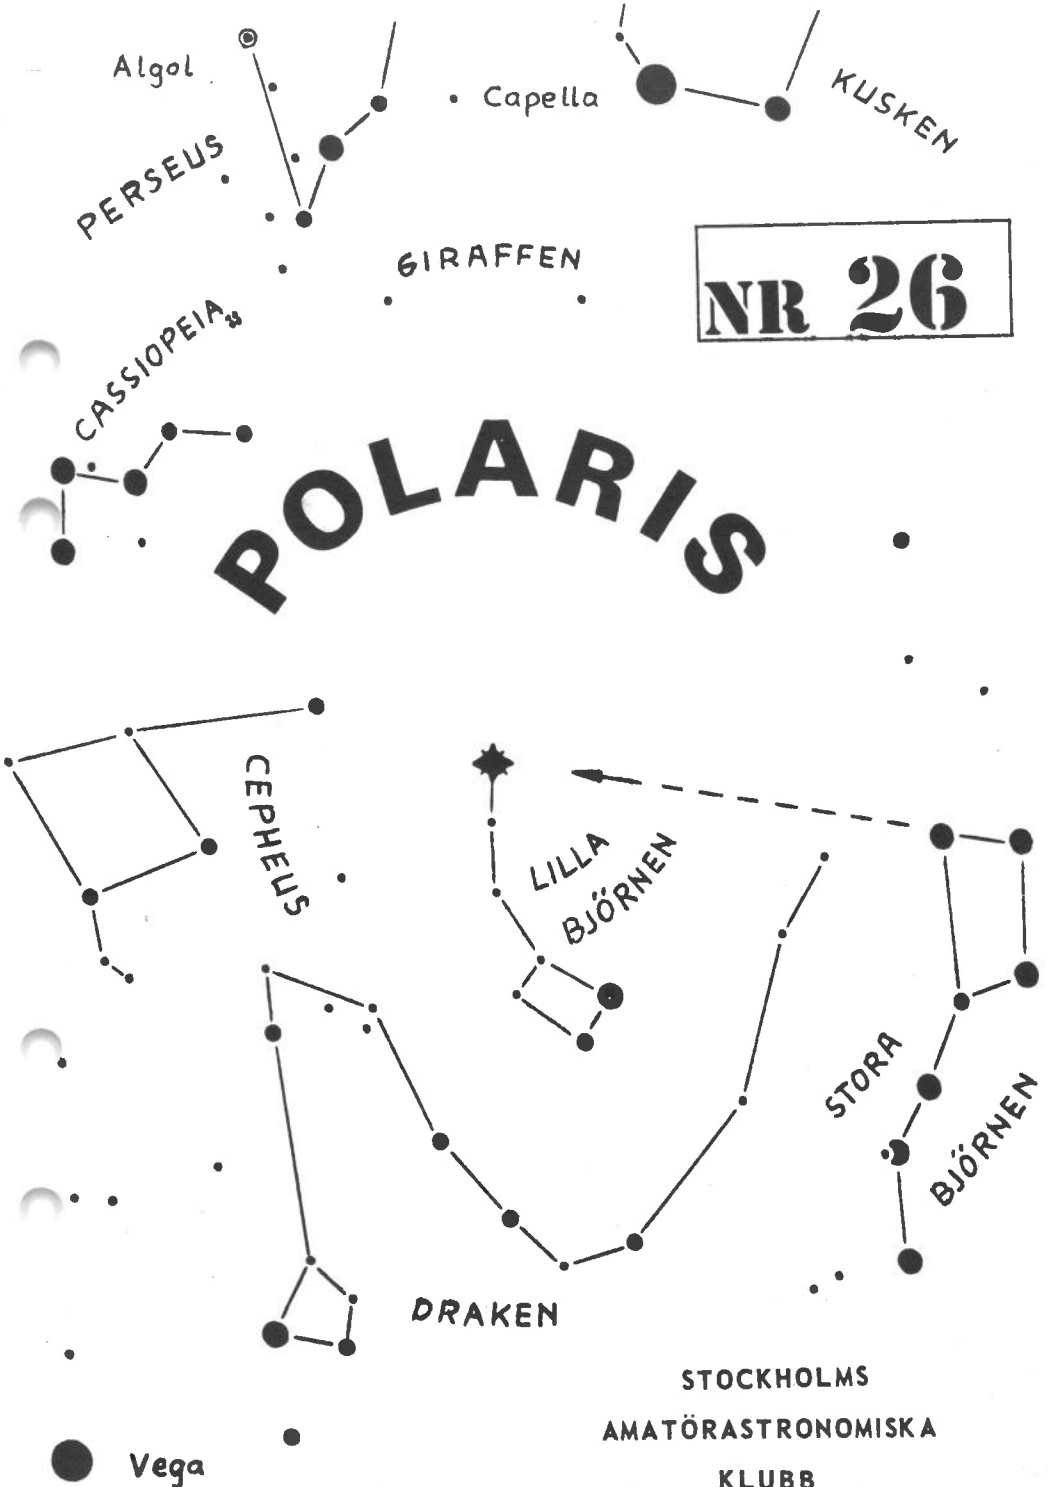 Algol
Capella
KUSKEN
PERSEUS
GIRAFFEN
NR 26
CASSIOPEIA
POLARIS
CEPHEUS
LILLA
BJÖRNEN
STORA
BJÖRNEN
DRAKEN
STOCKHOLMS
AMATÖRASTRONOMISKA
KLUBB
Vega